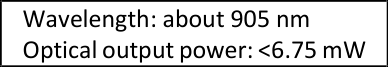 Wavelength: about 905 nm
Optical output power: <6.75 mW